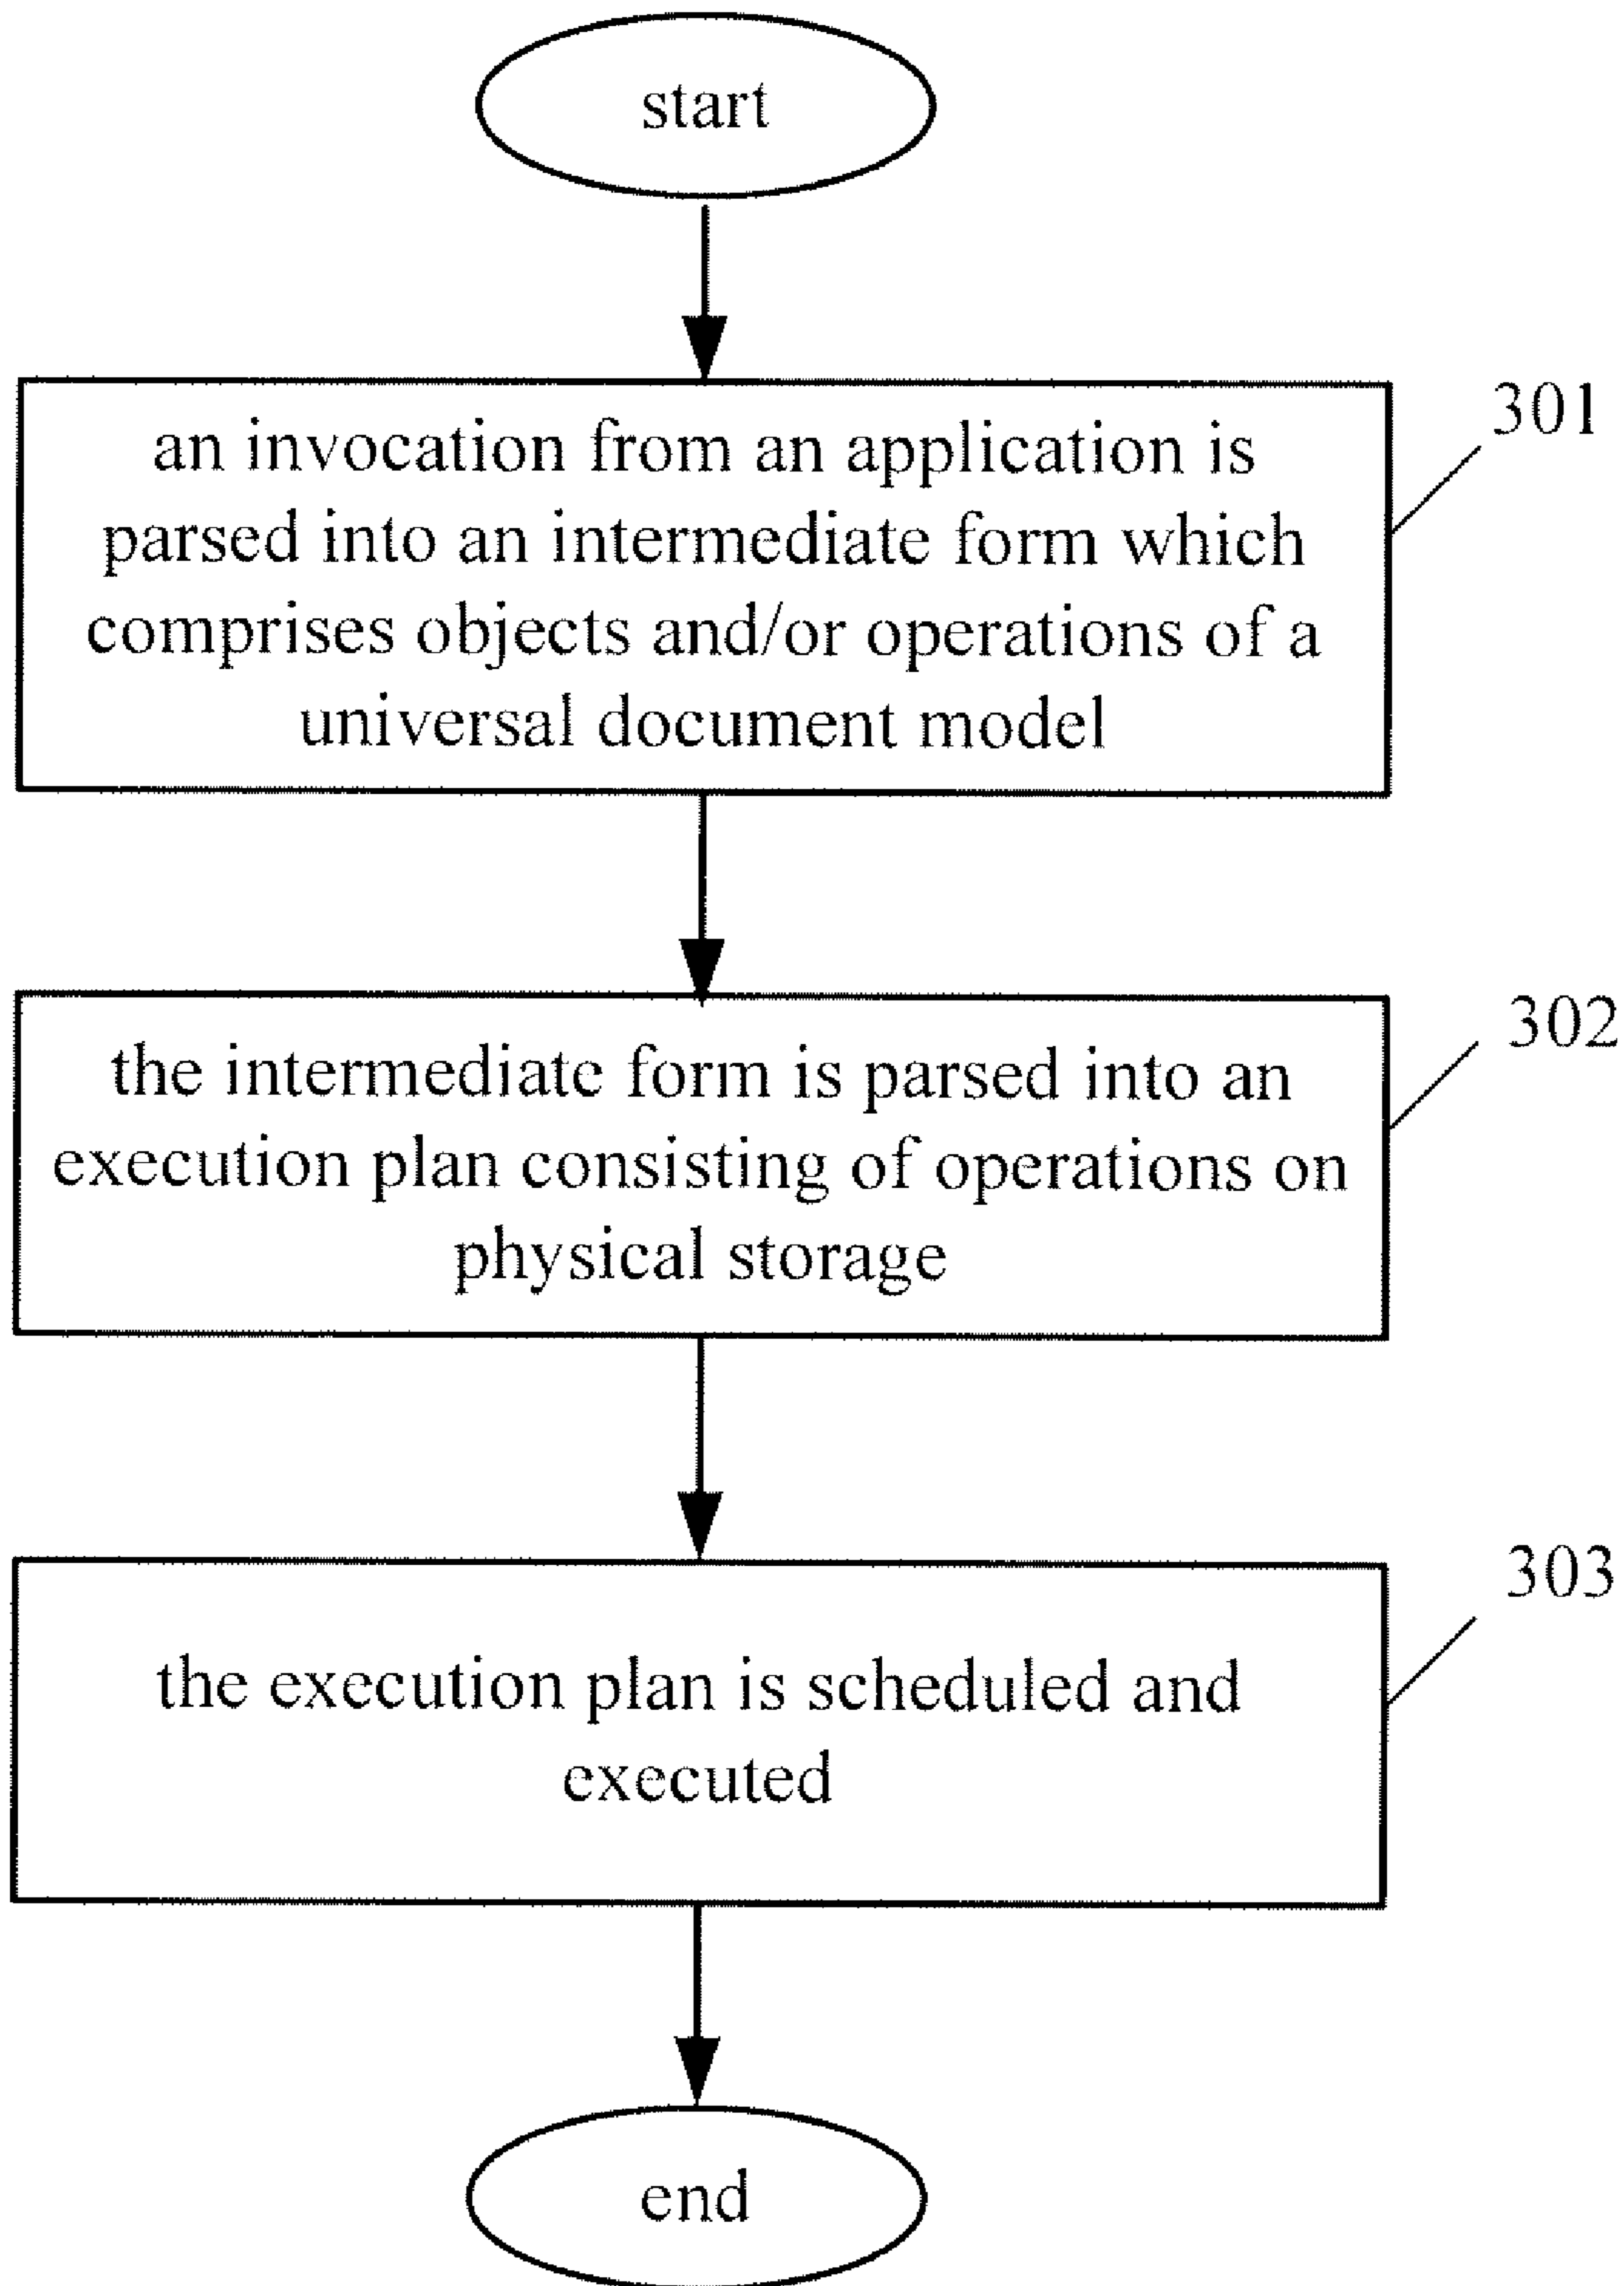 start
an invocation from an application is
parsed into an intermediate form which
comprises objects and/or operations of a
universal document model
301
the intermediate form is parsed into an
execution plan consisting of operations on
physical storage
302
the execution plan is scheduled and
executed
303
end